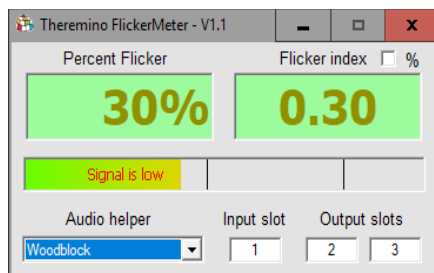 Theremino FlickerMeter - V1.1
Percent Flicker
Flicker index %
30%
0.30
Signal is low
Audio helper
Input slot
Output slots
Woodblock
1
2
3